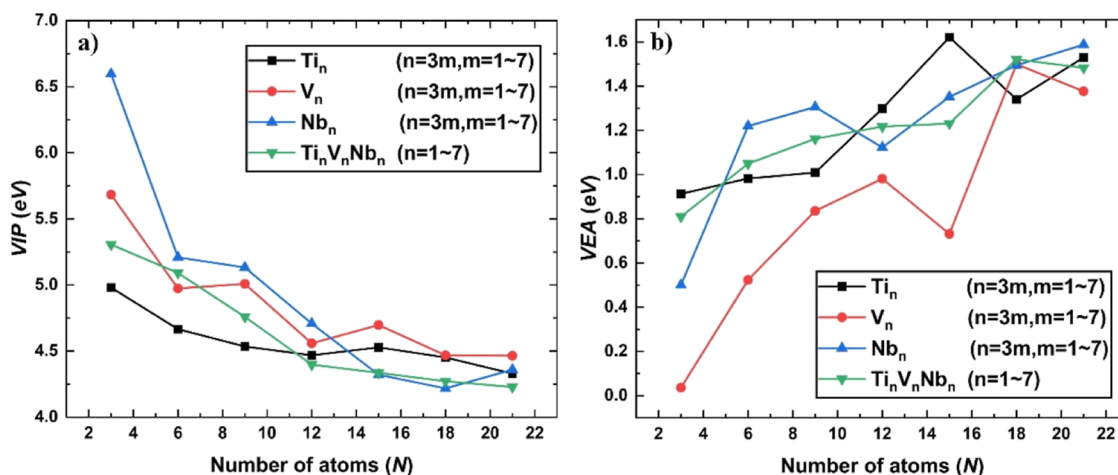 a)
7.0
6.5
6.0
5.5
5.0
4.5
4.0
VIP (eV)
Ti_n (n=3m,m=1~7)
V_n (n=3m,m=1~7)
Nb_n (n=3m,m=1~7)
Ti_nV_nNb_n (n=1~7)
2 4 6 8 10 12 14 16 18 20 22
Number of atoms (N)
b)
1.6
1.4
1.2
1.0
0.8
0.6
0.4
0.2
0.0
VEA (eV)
Ti_n (n=3m,m=1~7)
V_n (n=3m,m=1~7)
Nb_n (n=3m,m=1~7)
Ti_nV_nNb_n (n=1~7)
2 4 6 8 10 12 14 16 18 20 22
Number of atoms (N)